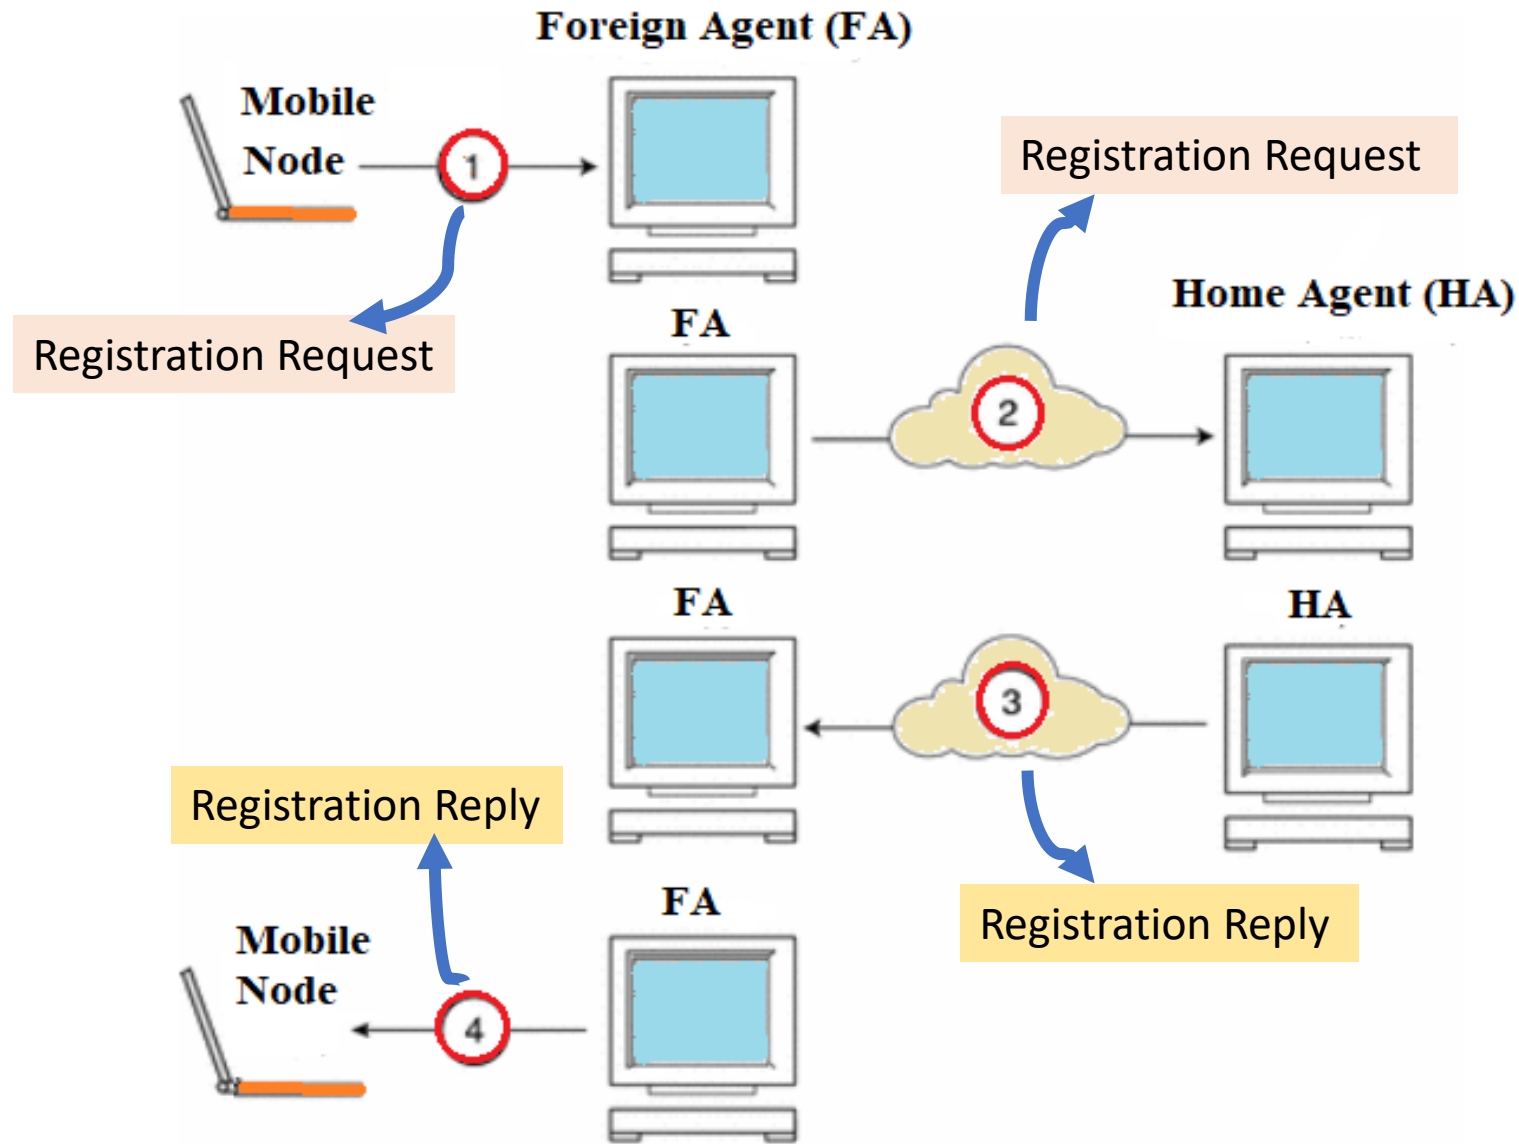 Foreign Agent (FA)
Mobile
Node
1
Registration Request
Registration Request
FA
Home Agent (HA)
2
FA
HA
3
Registration Reply
Registration Reply
FA
Mobile
Node
4